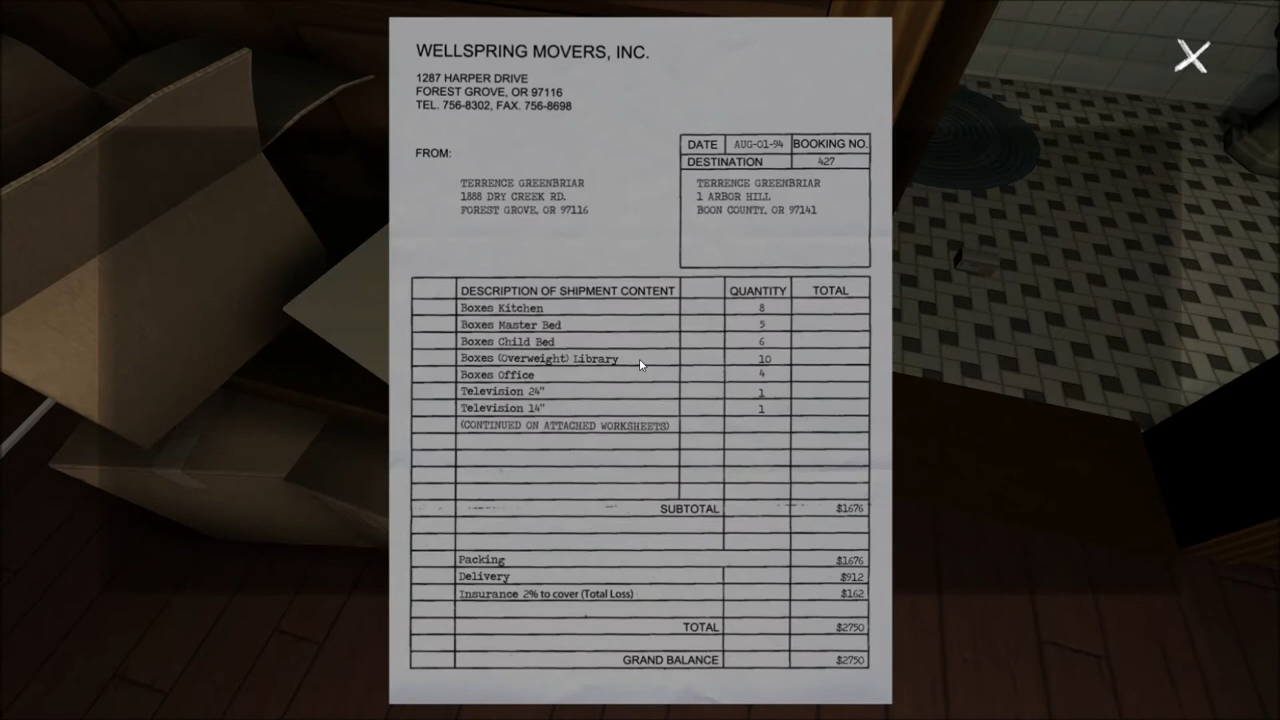 WELLSPRING MOVERS, INC.
1287 HARPER DRIVE
FOREST GROVE, OR 97116
TEL. 756-8302, FAX. 756-8698
DATE AUG-01-94 BOOKING NO.
DESTINATION 427
FROM:
TERRENCE GREENBRIAR
1888 DRY CREEK RD.
FOREST GROVE, OR 97116
TERRENCE GREENBRIAR
1 ARBOR HILL
BOON COUNTY, OR 97141
DESCRIPTION OF SHIPMENT CONTENT QUANTITY TOTAL
Boxes Kitchen 8
Boxes Master Bed 5
Boxes Child Bed 6
Boxes (Overweight) Library 10
Boxes Office 4
Television 24" 1
Television 14" 1
(CONTINUED ON ATTACHED WORKSHEETS)
SUBTOTAL $1676
Packing $1676
Delivery $912
Insurance 2% to cover (Total Loss) $162
TOTAL $2750
GRAND BALANCE $2750